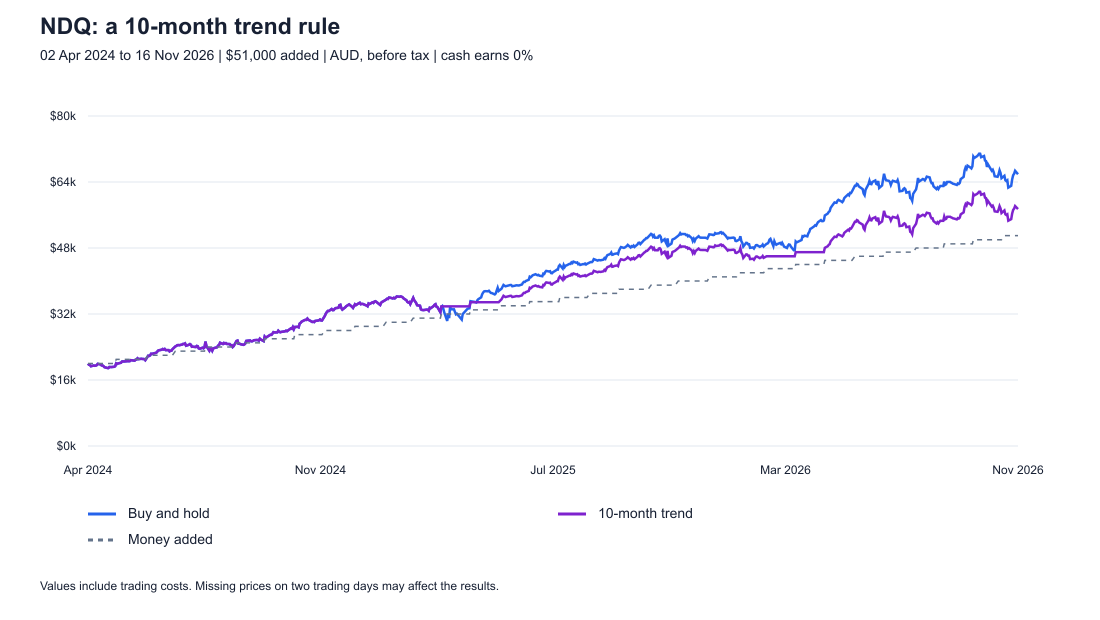 NDQ: a 10-month trend rule
02 Apr 2024 to 16 Nov 2026 | $51,000 added | AUD, before tax | cash earns 0%
$80k
$64k
$48k
$32k
$16k
$0k
Apr 2024 Nov 2024 Jul 2025 Mar 2026 Nov 2026
Buy and hold 10-month trend
Money added
Values include trading costs. Missing prices on two trading days may affect the results.